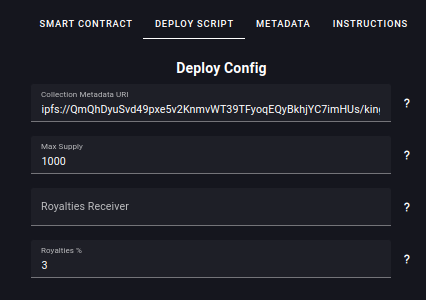 SMART CONTRACT DEPLOY SCRIPT METADATA INSTRUCTIONS
Deploy Config
Collection Metadata URI
ipfs://QmQhDyuSvd49pxe5v2KnmvWT39TFyoqEQyBkhjYC7imHUs/king
?
Max Supply
1000
?
Royalties Receiver
?
Royalties %
3
?